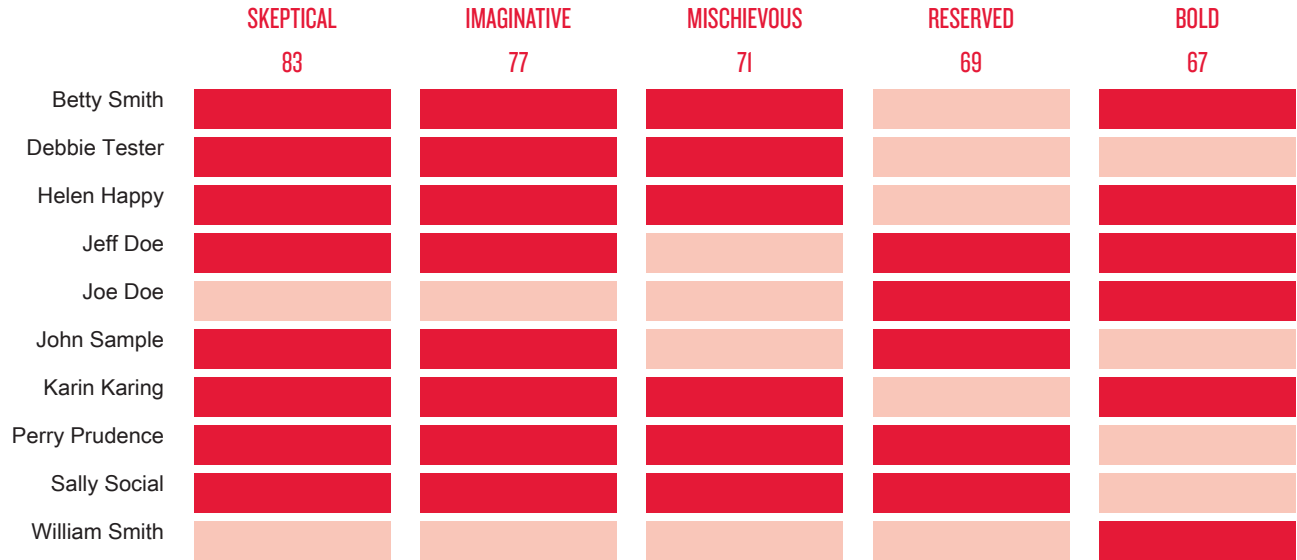 SKEPTICAL IMAGINATIVE MISCHIEVOUS RESERVED BOLD
83 77 71 69 67
Betty Smith
Debbie Tester
Helen Happy
Jeff Doe
Joe Doe
John Sample
Karin Karing
Perry Prudence
Sally Social
William Smith